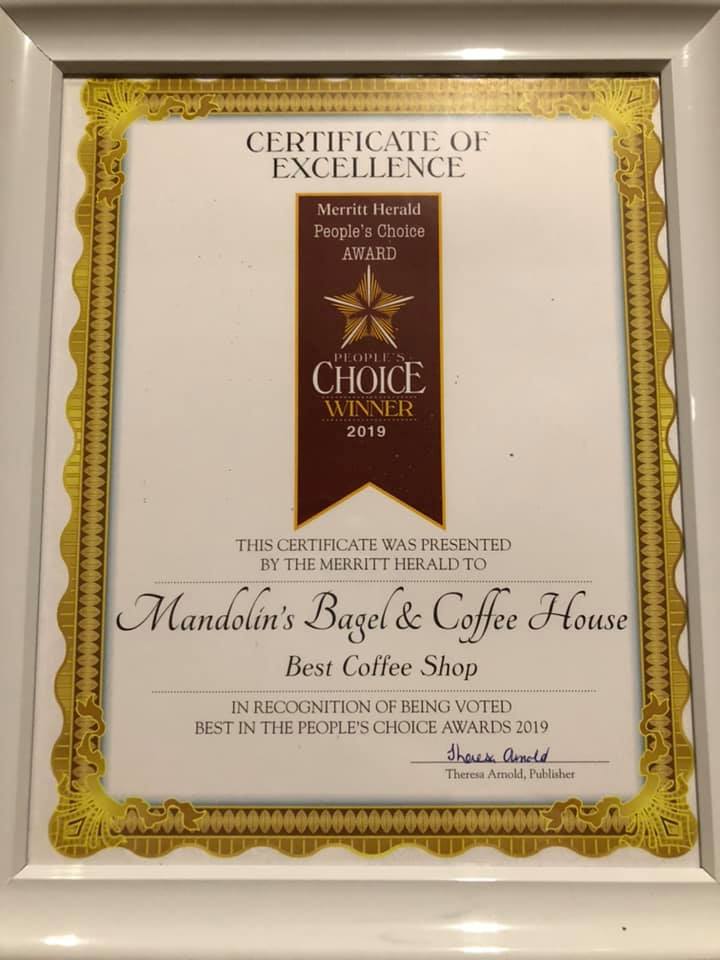 CERTIFICATE OF
EXCELLENCE
Merritt Herald
People's Choice
AWARD
PEOPLE'S
CHOICE
WINNER
2019
THIS CERTIFICATE WAS PRESENTED
BY THE MERRITT HERALD TO
Mandolin's Bagel & Coffee House
Best Coffee Shop
IN RECOGNITION OF BEING VOTED
BEST IN THE PEOPLE'S CHOICE AWARDS 2019
Theresa Arnold
Theresa Arnold, Publisher